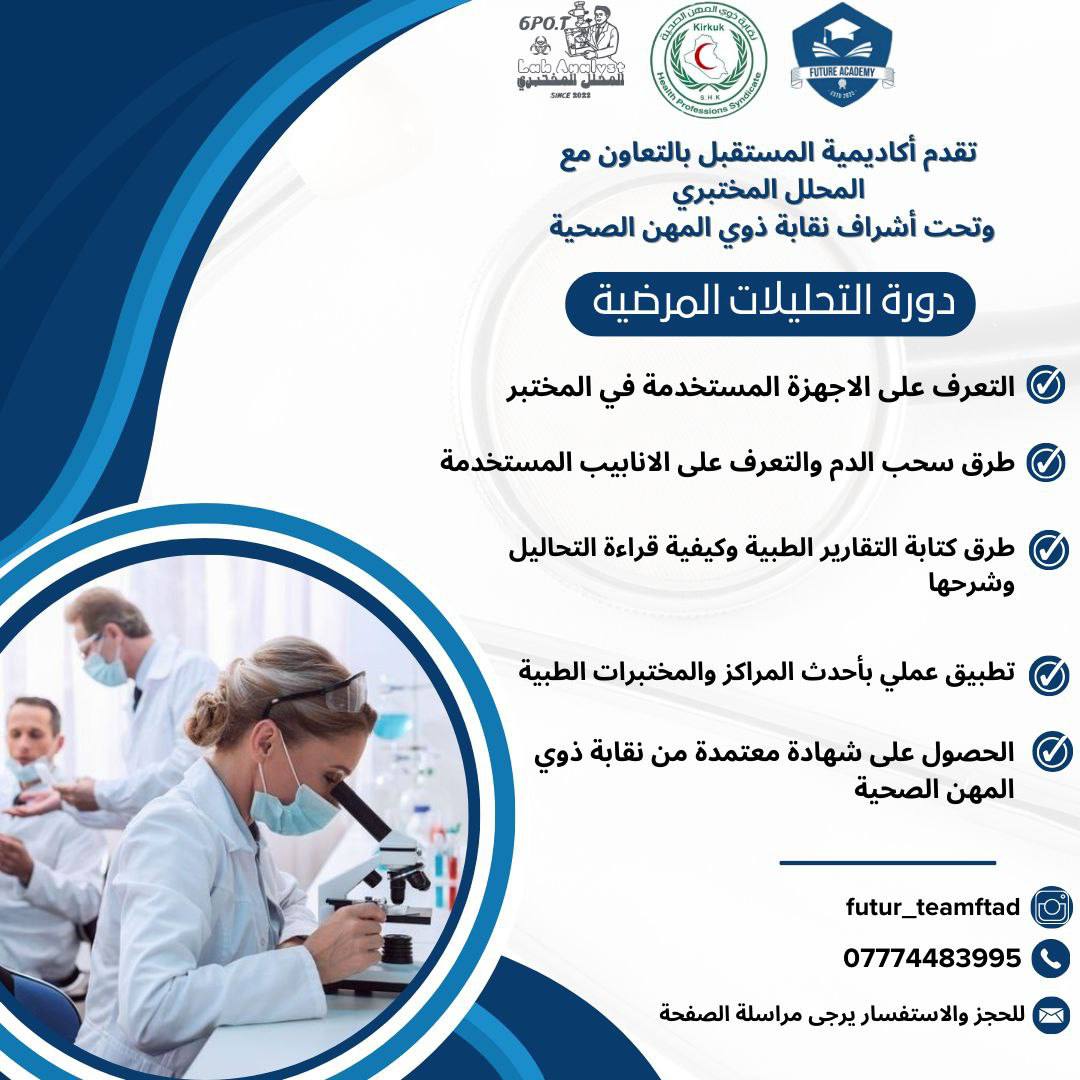 6PO.T
Lab Analyst
المحلل المختبري
SINCE 2022
نقابة ذوي المهن الصحية
Kirkuk
S.H.K
Health Professions Syndicate
FUTURE ACADEMY
ESTD 2021
تقدم أكاديمية المستقبل بالتعاون مع
المحلل المختبري
وتحت أشراف نقابة ذوي المهن الصحية
دورة التحليلات المرضية
التعرف على الاجهزة المستخدمة في المختبر
طرق سحب الدم والتعرف على الانابيب المستخدمة
طرق كتابة التقارير الطبية وكيفية قراءة التحاليل
وشرحها
تطبيق عملي بأحدث المراكز والمختبرات الطبية
الحصول على شهادة معتمدة من نقابة ذوي
المهن الصحية
futur_teamftad
07774483995
للحجز والاستفسار يرجى مراسلة الصفحة